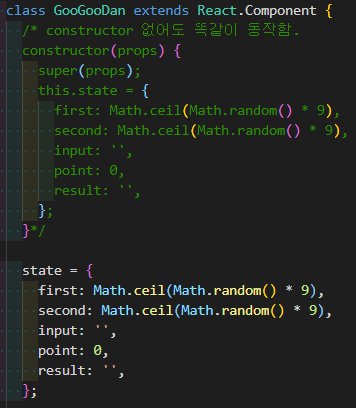 class GooGooDan extends React.Component {
/* constructor 없어도 똑같이 동작함.
constructor(props) {
super(props);
this.state = {
first: Math.ceil(Math.random() * 9),
second: Math.ceil(Math.random() * 9),
input: '',
point: 0,
result: '',
};
}*/
state = {
first: Math.ceil(Math.random() * 9),
second: Math.ceil(Math.random() * 9),
input: '',
point: 0,
result: '',
};